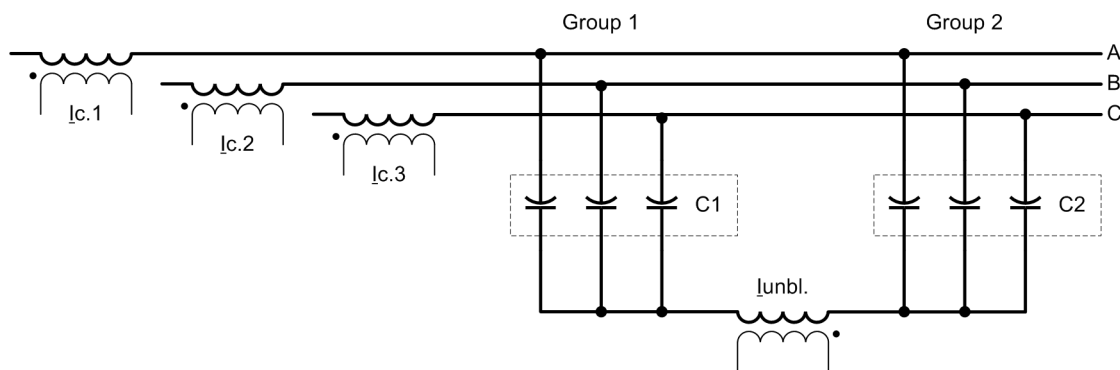 Group 1
Group 2
A
B
C
Ic.1
Ic.2
Ic.3
C1
C2
Iunbl.